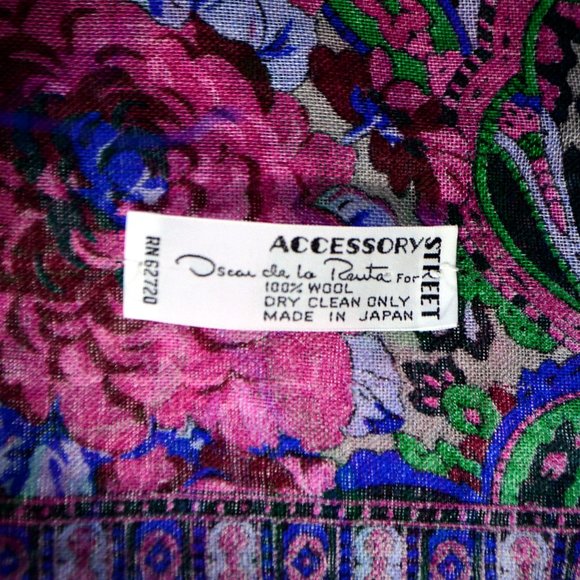 ACCESSORY STREET
Oscar de la Renta For
100% WOOL
DRY CLEAN ONLY
MADE IN JAPAN
RN 62720